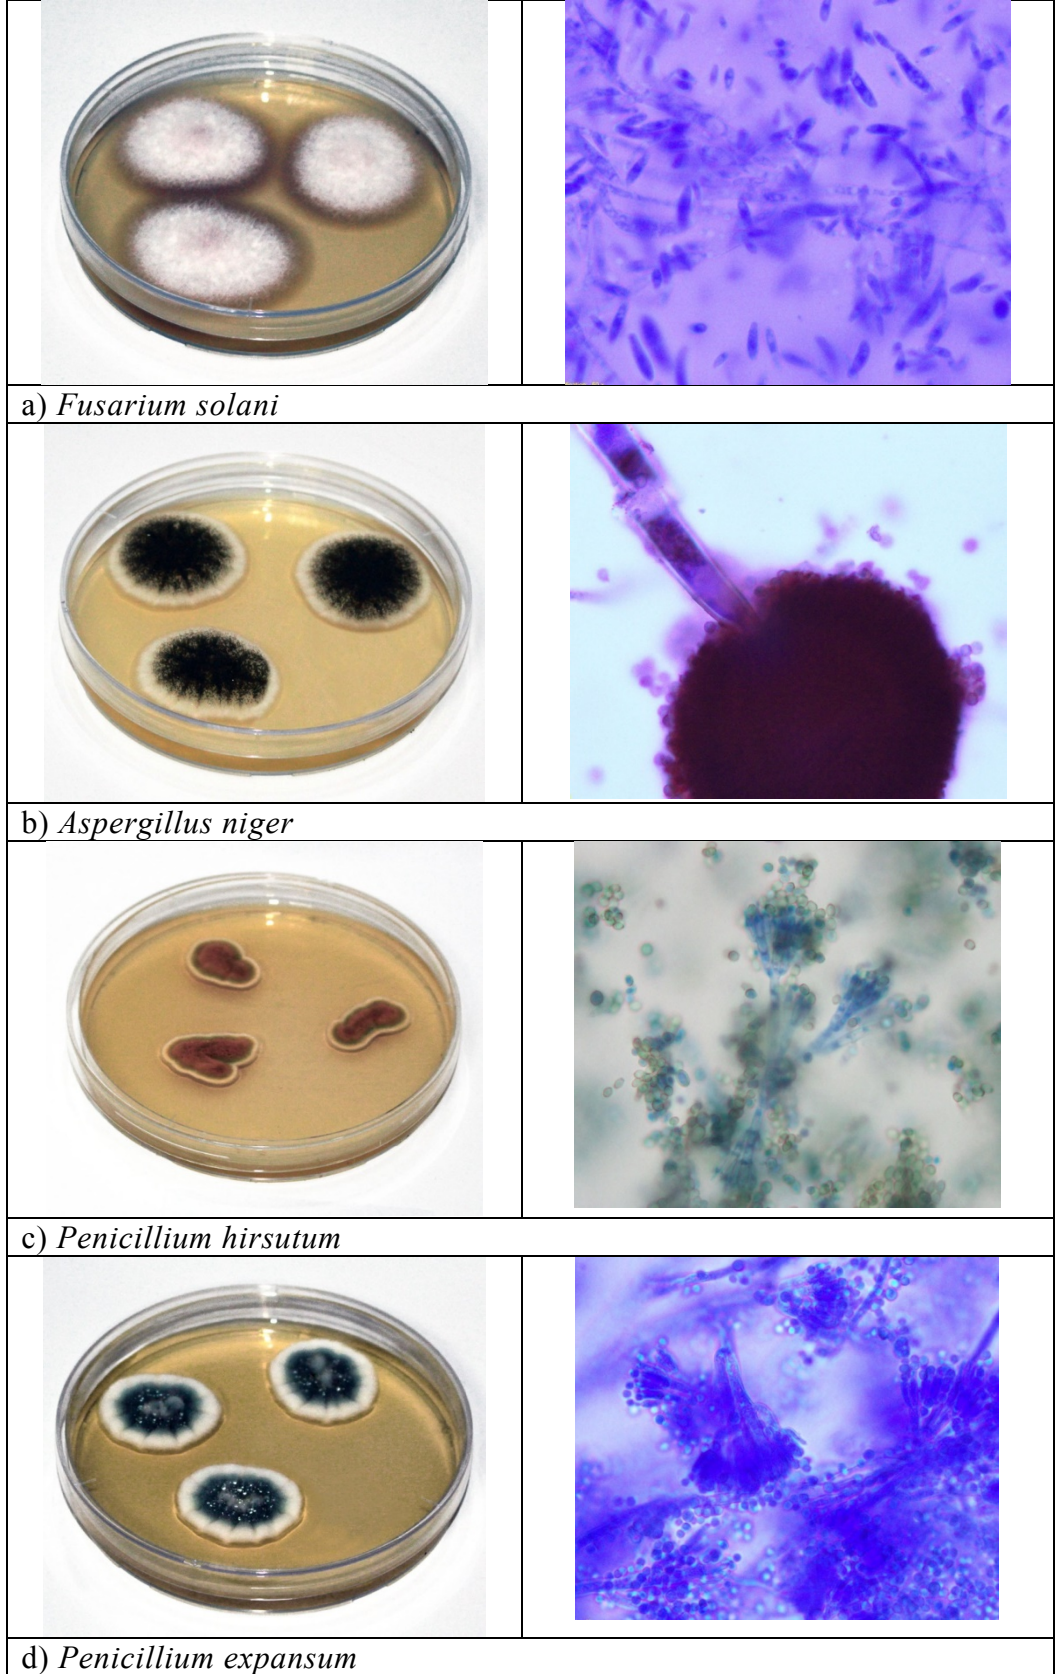 a) Fusarium solani
b) Aspergillus niger
c) Penicillium hirsutum
d) Penicillium expansum